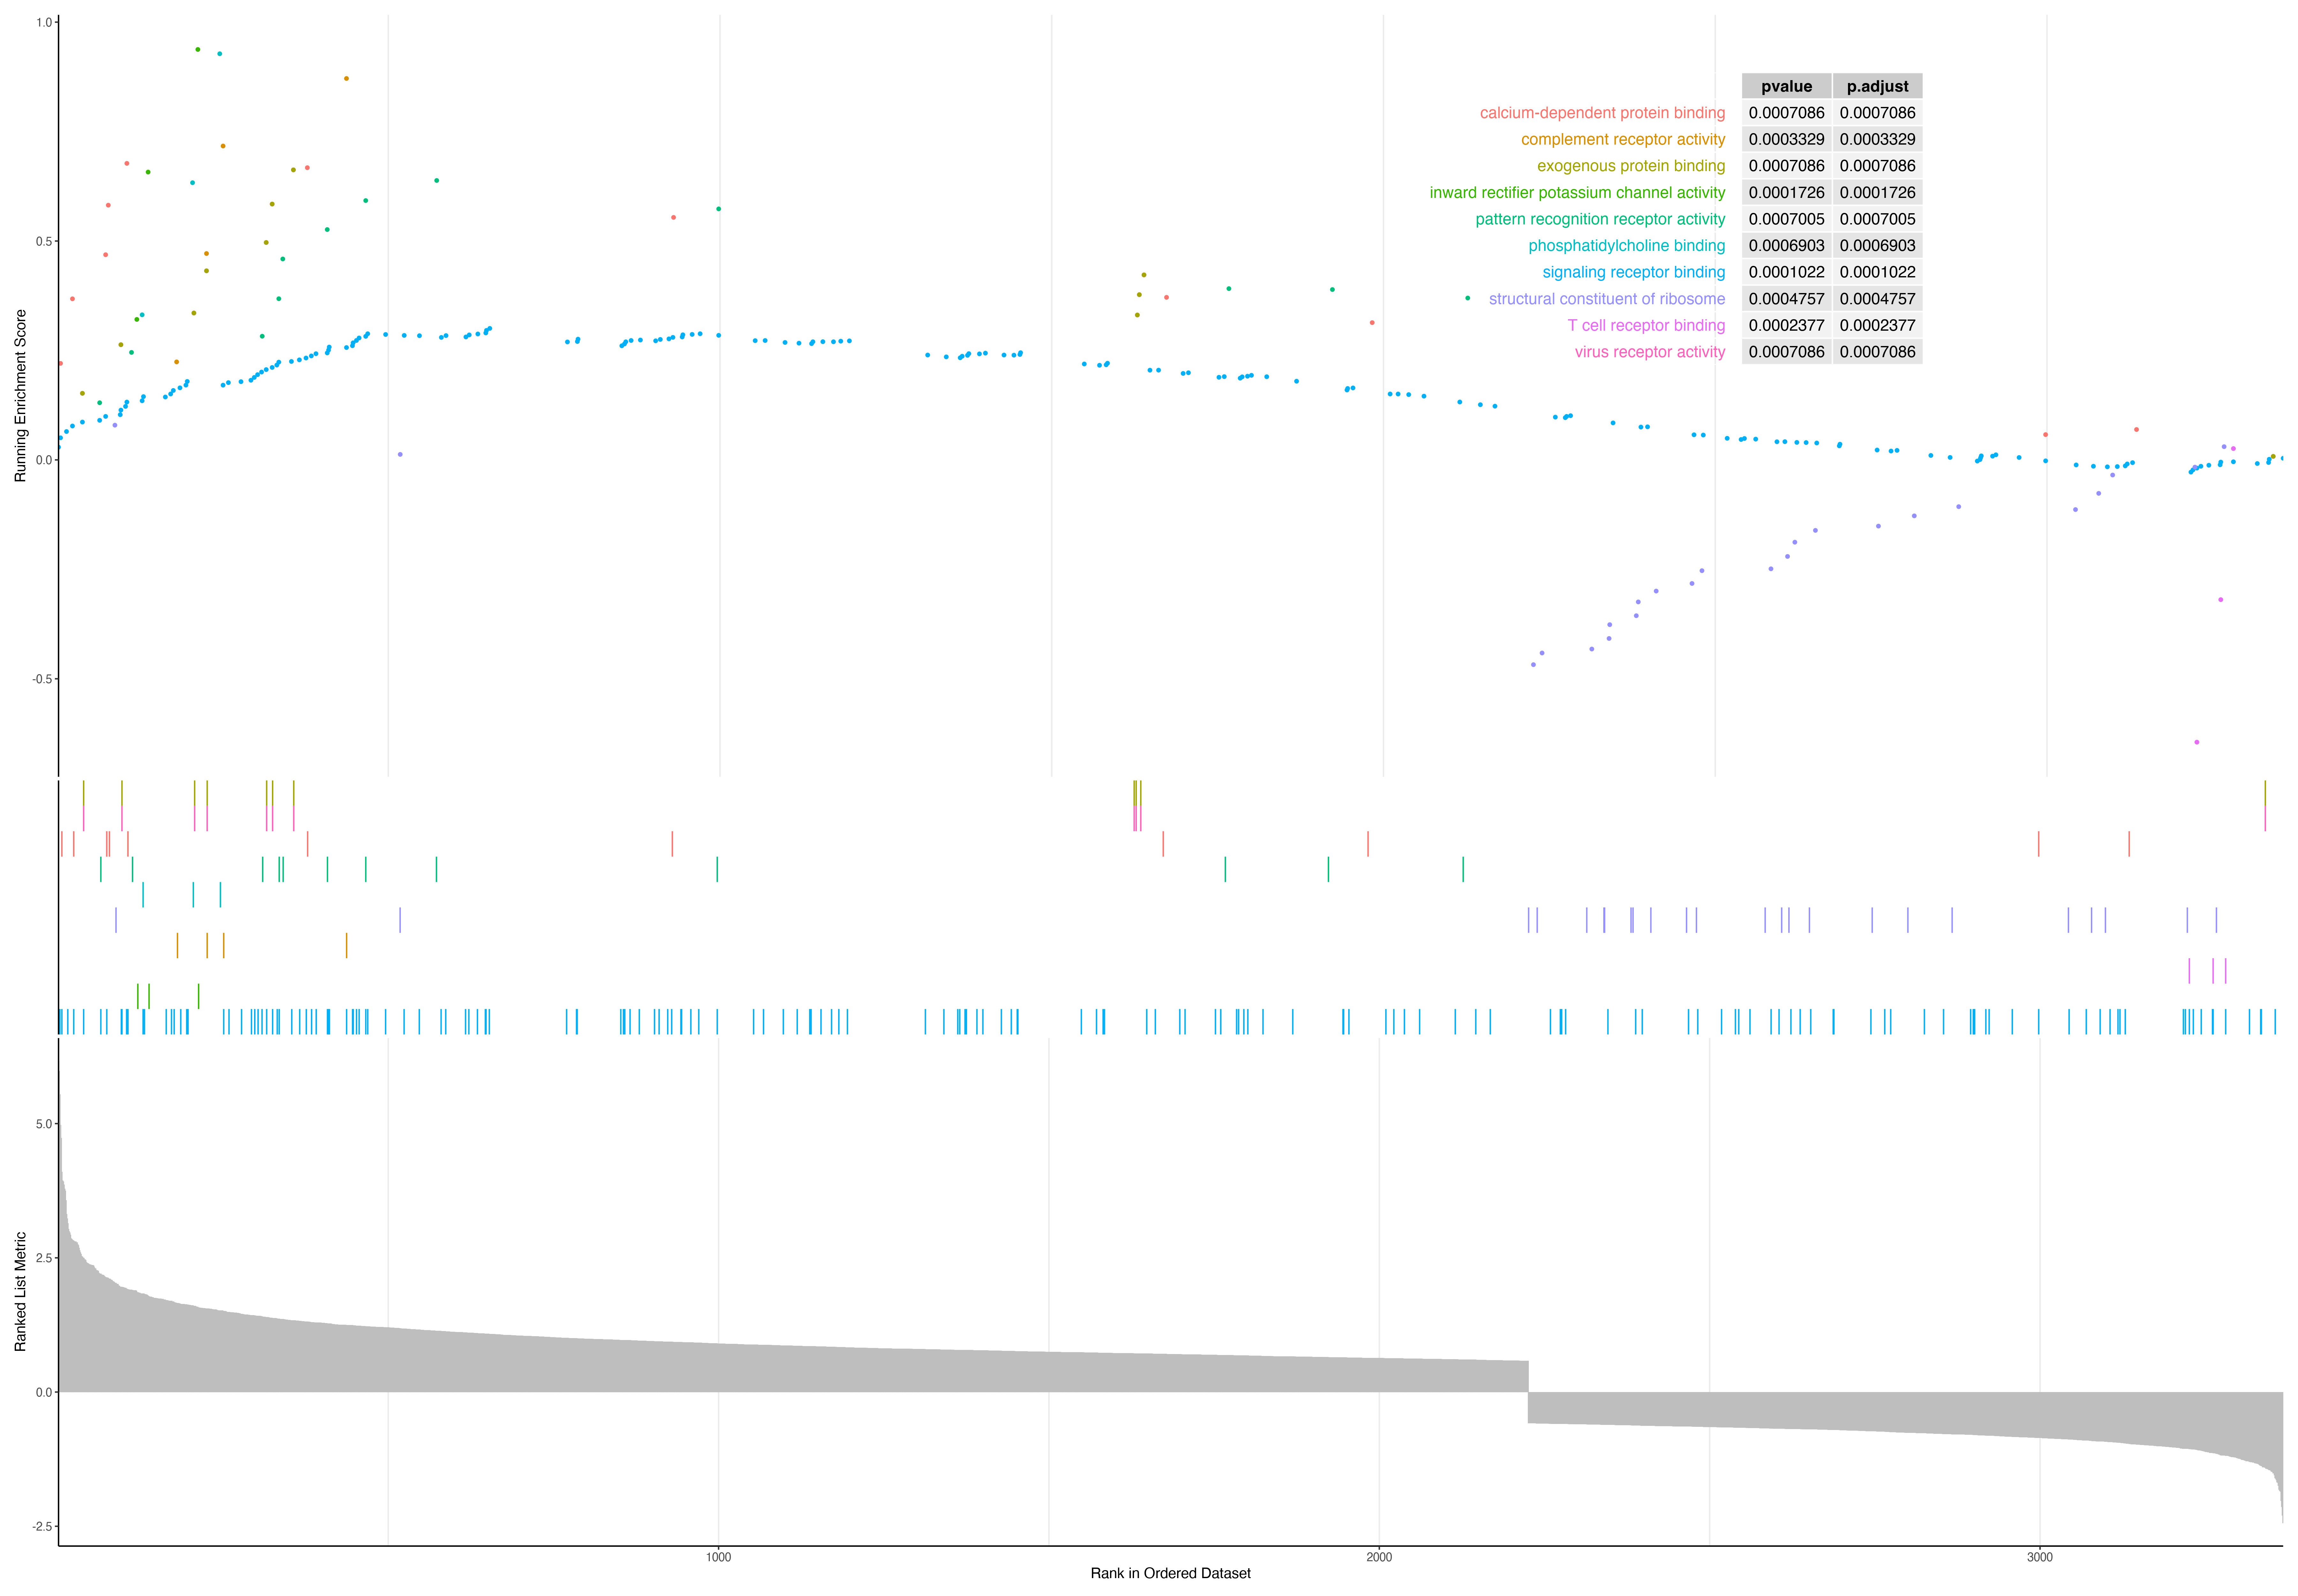 1.0
0.5
0.0
-0.5
Running Enrichment Score
pvalue p.adjust
calcium-dependent protein binding 0.0007086 0.0007086
complement receptor activity 0.0003329 0.0003329
exogenous protein binding 0.0007086 0.0007086
inward rectifier potassium channel activity 0.0001726 0.0001726
pattern recognition receptor activity 0.0007005 0.0007005
phosphatidylcholine binding 0.0006903 0.0006903
signaling receptor binding 0.0001022 0.0001022
structural constituent of ribosome 0.0004757 0.0004757
T cell receptor binding 0.0002377 0.0002377
virus receptor activity 0.0007086 0.0007086
5.0
2.5
0.0
-2.5
Ranked List Metric
1000 2000 3000
Rank in Ordered Dataset